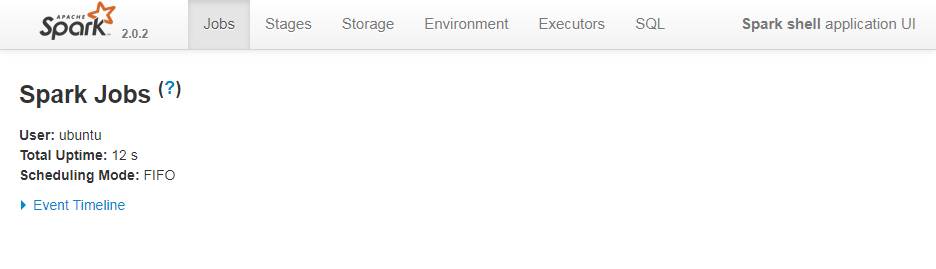 APACHE
Spark 2.0.2 Jobs Stages Storage Environment Executors SQL Spark shell application UI
Spark Jobs (?)
User: ubuntu
Total Uptime: 12 s
Scheduling Mode: FIFO
Event Timeline